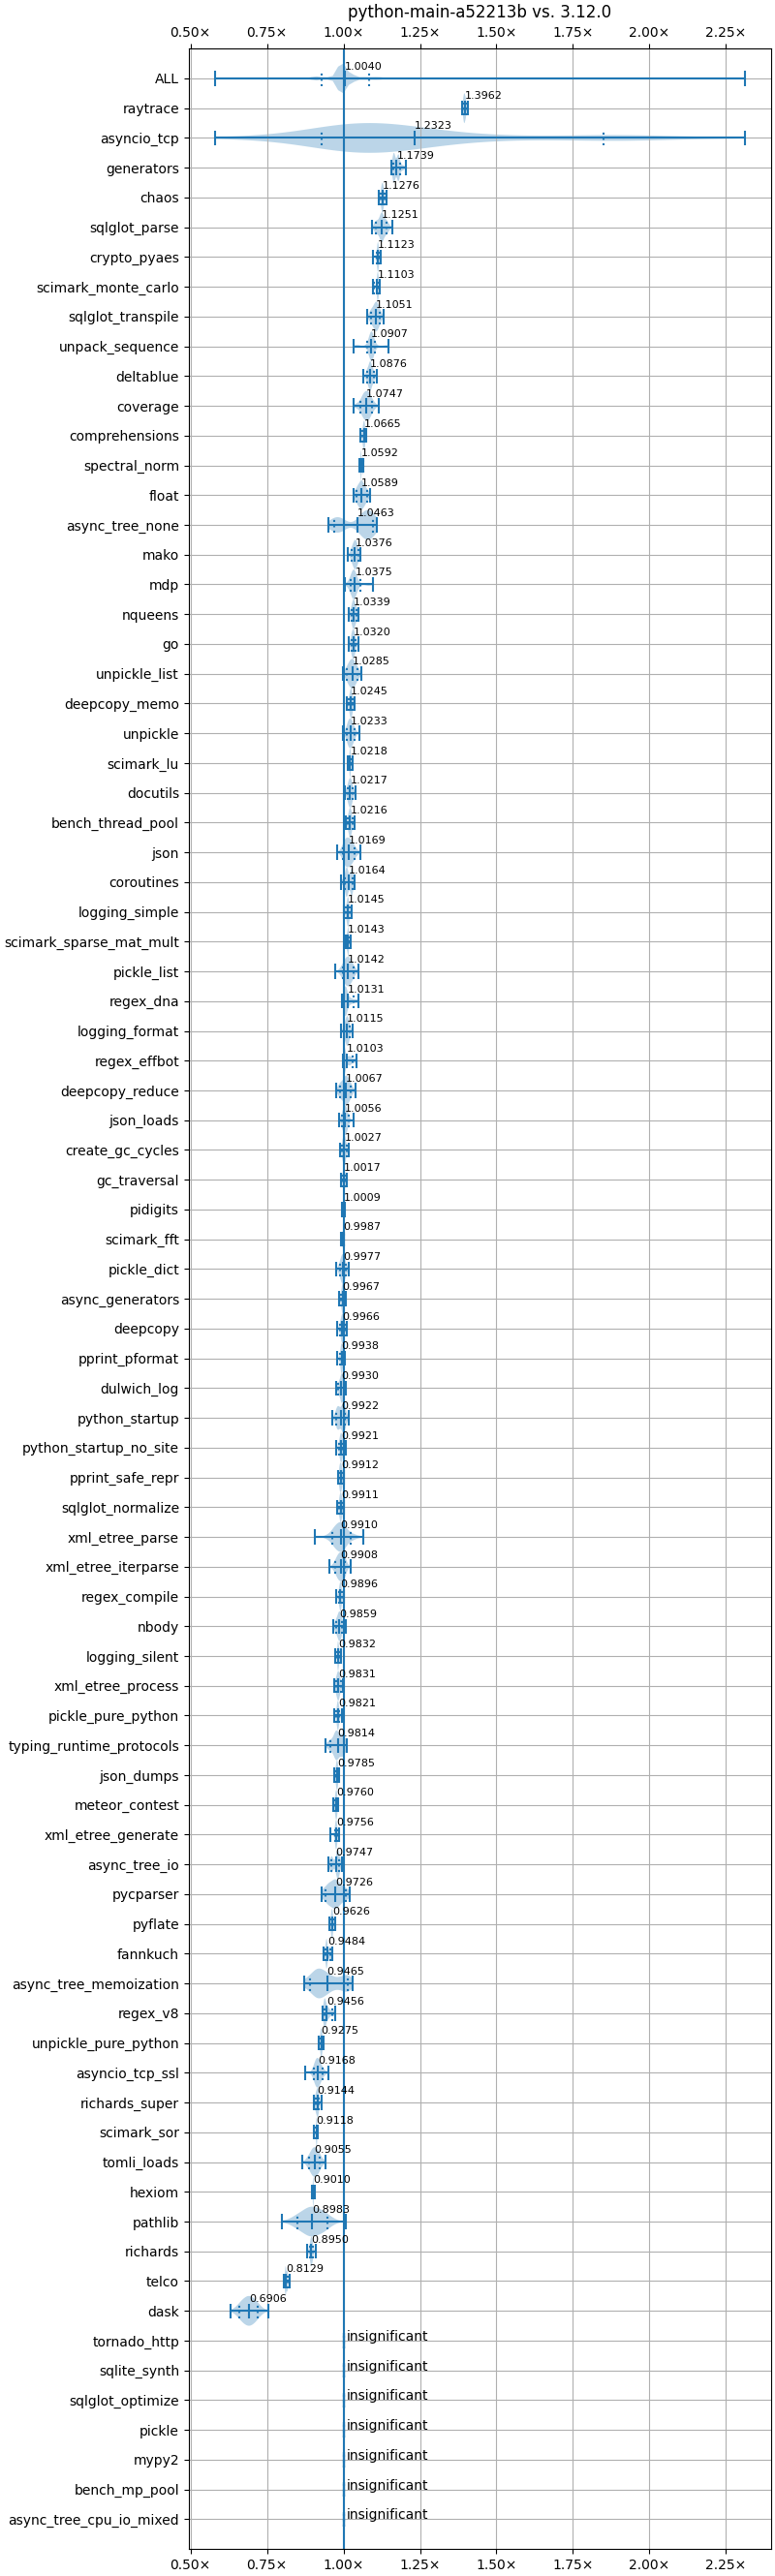 python-main-a52213b vs. 3.12.0
0.50× 0.75× 1.00× 1.25× 1.50× 1.75× 2.00× 2.25×
ALL 1.0040
raytrace 1.3962
asyncio_tcp 1.2323
generators 1.1739
chaos 1.1276
sqlglot_parse 1.1251
crypto_pyaes 1.1123
scimark_monte_carlo 1.1103
sqlglot_transpile 1.1051
unpack_sequence 1.0907
deltablue 1.0876
coverage 1.0747
comprehensions 1.0665
spectral_norm 1.0592
float 1.0589
async_tree_none 1.0463
mako 1.0376
mdp 1.0375
nqueens 1.0339
go 1.0320
unpickle_list 1.0285
deepcopy_memo 1.0245
unpickle 1.0233
scimark_lu 1.0218
docutils 1.0217
bench_thread_pool 1.0216
json 1.0169
coroutines 1.0164
logging_simple 1.0145
scimark_sparse_mat_mult 1.0143
pickle_list 1.0142
regex_dna 1.0131
logging_format 1.0115
regex_effbot 1.0103
deepcopy_reduce 1.0067
json_loads 1.0056
create_gc_cycles 1.0027
gc_traversal 1.0017
pidigits 1.0009
scimark_fft 0.9987
pickle_dict 0.9977
async_generators 0.9967
deepcopy 0.9966
pprint_pformat 0.9938
dulwich_log 0.9930
python_startup 0.9922
python_startup_no_site 0.9921
pprint_safe_repr 0.9912
sqlglot_normalize 0.9911
xml_etree_parse 0.9910
xml_etree_iterparse 0.9908
regex_compile 0.9896
nbody 0.9859
logging_silent 0.9832
xml_etree_process 0.9831
pickle_pure_python 0.9821
typing_runtime_protocols 0.9814
json_dumps 0.9785
meteor_contest 0.9760
xml_etree_generate 0.9756
async_tree_io 0.9747
pycparser 0.9726
pyflate 0.9626
fannkuch 0.9484
async_tree_memoization 0.9465
regex_v8 0.9456
unpickle_pure_python 0.9275
asyncio_tcp_ssl 0.9168
richards_super 0.9144
scimark_sor 0.9118
tomli_loads 0.9055
hexiom 0.9010
pathlib 0.8983
richards 0.8950
telco 0.8129
dask 0.6906
tornado_http insignificant
sqlite_synth insignificant
sqlglot_optimize insignificant
pickle insignificant
mypy2 insignificant
bench_mp_pool insignificant
async_tree_cpu_io_mixed insignificant
0.50× 0.75× 1.00× 1.25× 1.50× 1.75× 2.00× 2.25×